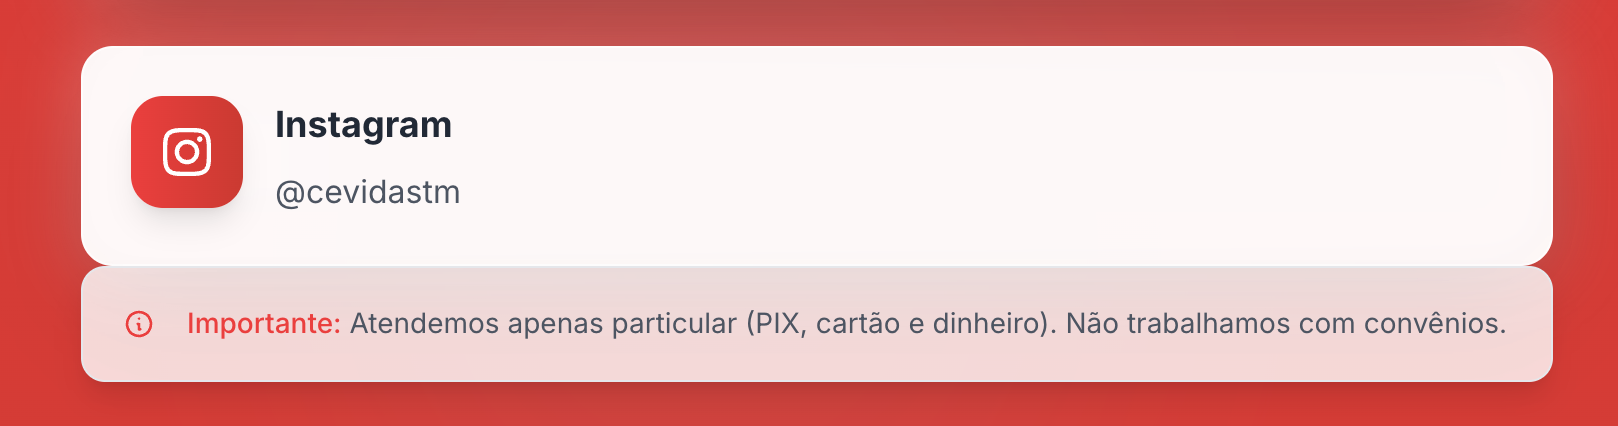 Instagram
@cevidastm
Importante: Atendemos apenas particular (PIX, cartão e dinheiro). Não trabalhamos com convênios.